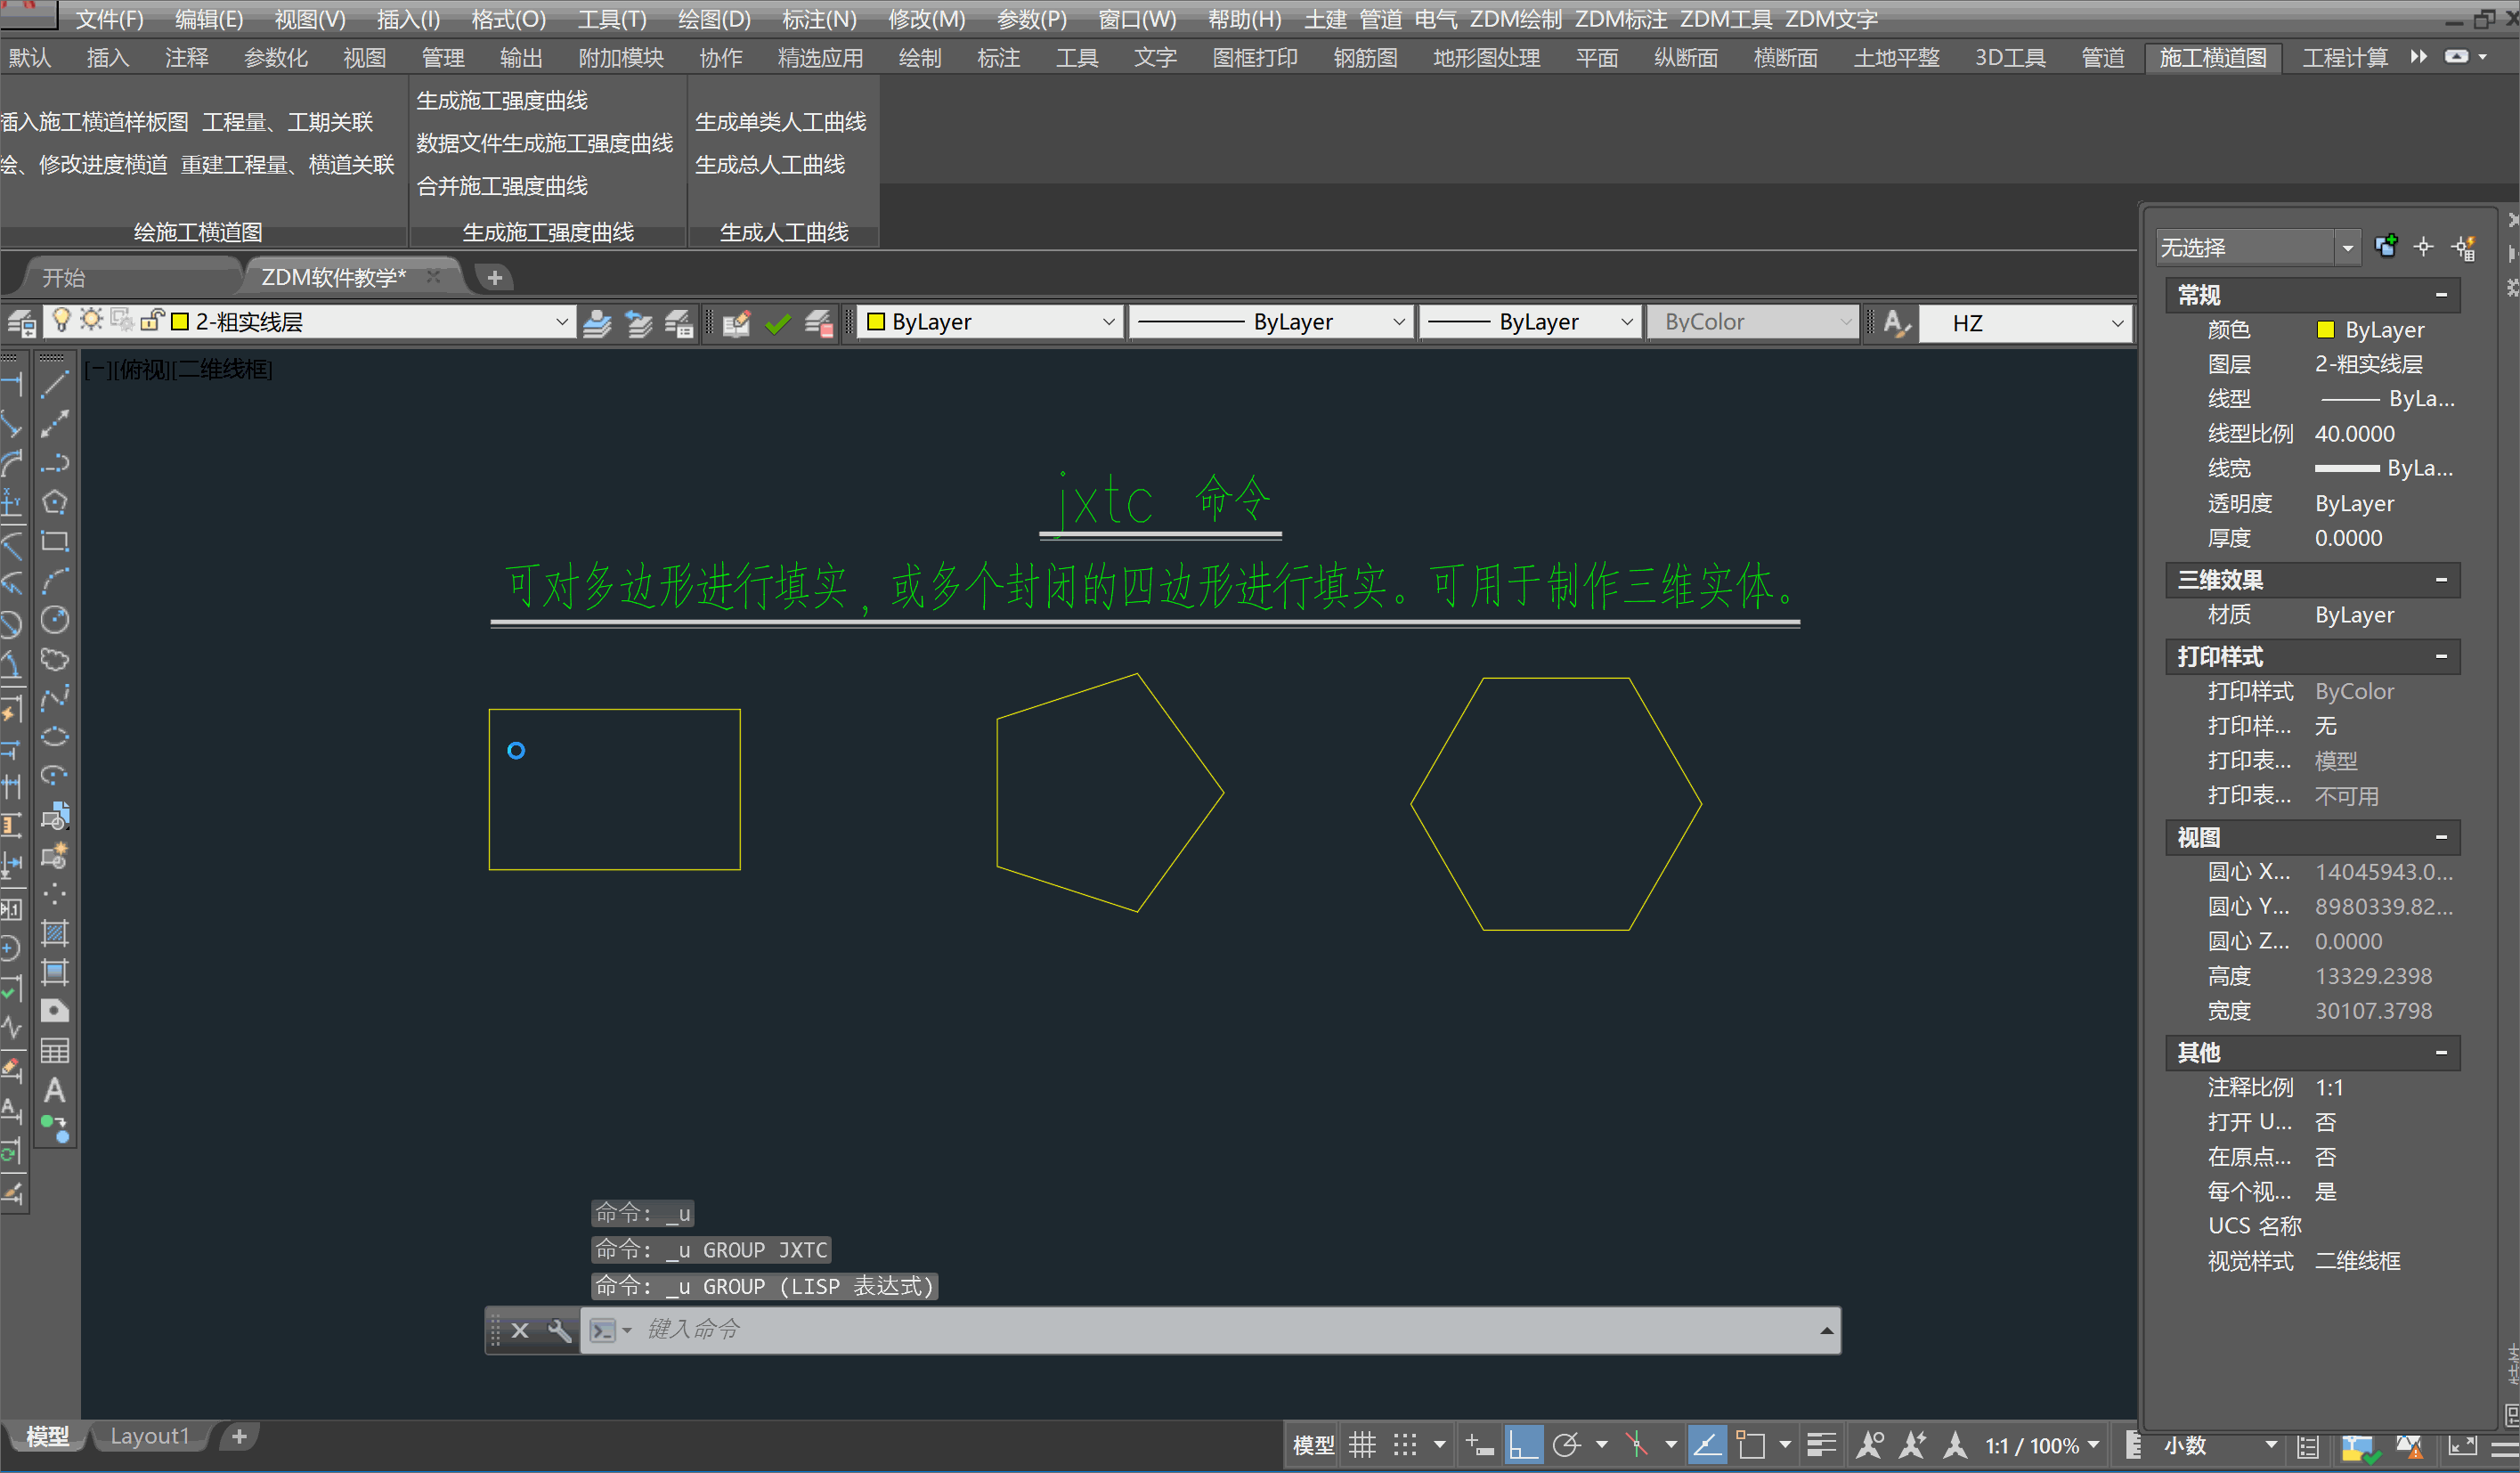 文件(F) 编辑(E) 视图(V) 插入(I) 格式(O) 工具(T) 绘图(D) 标注(N) 修改(M) 参数(P) 窗口(W) 帮助(H) 土建 管道 电气 ZDM绘制 ZDM标注 ZDM工具 ZDM文字
默认 插入 注释 参数化 视图 管理 输出 附加模块 协作 精选应用 绘制 标注 工具 文字 图框打印 钢筋图 地形图处理 平面 纵断面 横断面 土地平整 3D工具 管道 施工横道图 工程计算
插入施工横道样板图 工程量、工期关联
绘、修改进度横道 重建工程量、横道关联
绘施工横道图
生成施工强度曲线
数据文件生成施工强度曲线
合并施工强度曲线
生成施工强度曲线
生成单类人工曲线
生成总人工曲线
生成人工曲线
开始 ZDM软件教学*
2-粗实线层 ByLayer ByLayer ByLayer ByColor HZ
[−][俯视][二维线框]
jxtc 命令
可对多边形进行填实，或多个封闭的四边形进行填实。可用于制作三维实体。
命令: _u
命令: _u GROUP JXTC
命令: _u GROUP (LISP 表达式)
键入命令
无选择
常规
颜色 ByLayer
图层 2-粗实线层
线型 ByLa...
线型比例 40.0000
线宽 ByLa...
透明度 ByLayer
厚度 0.0000
三维效果
材质 ByLayer
打印样式
打印样式 ByColor
打印样... 无
打印表... 模型
打印表... 不可用
视图
圆心 X... 14045943.0...
圆心 Y... 8980339.82...
圆心 Z... 0.0000
高度 13329.2398
宽度 30107.3798
其他
注释比例 1:1
打开 U... 否
在原点... 否
每个视... 是
UCS 名称
视觉样式 二维线框
模型 Layout1
模型 1:1 / 100% 小数